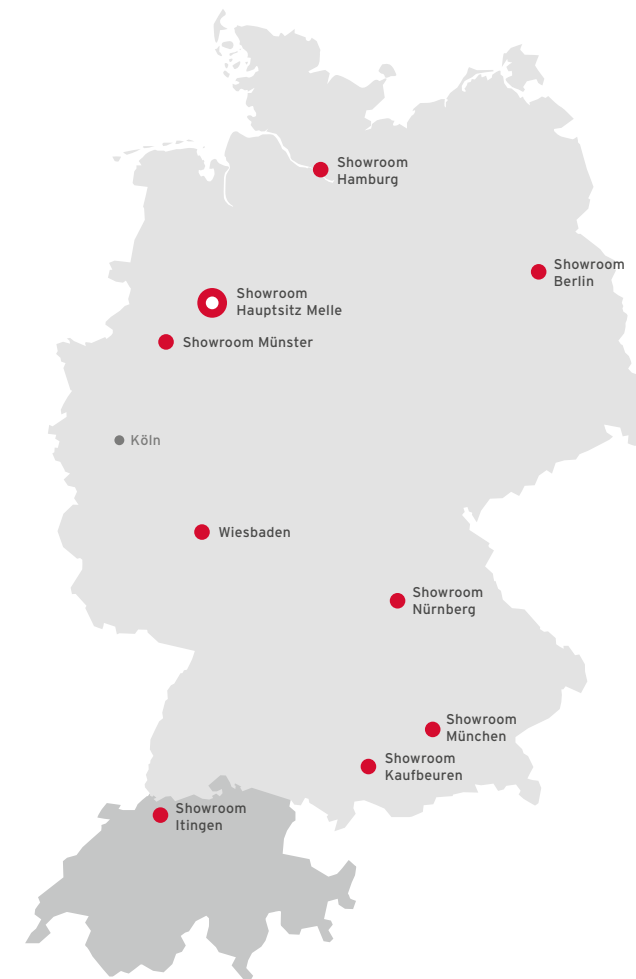 Showroom
Hamburg
Showroom
Berlin
Showroom
Hauptsitz Melle
Showroom Münster
Köln
Wiesbaden
Showroom
Nürnberg
Showroom
München
Showroom
Kaufbeuren
Showroom
Itingen